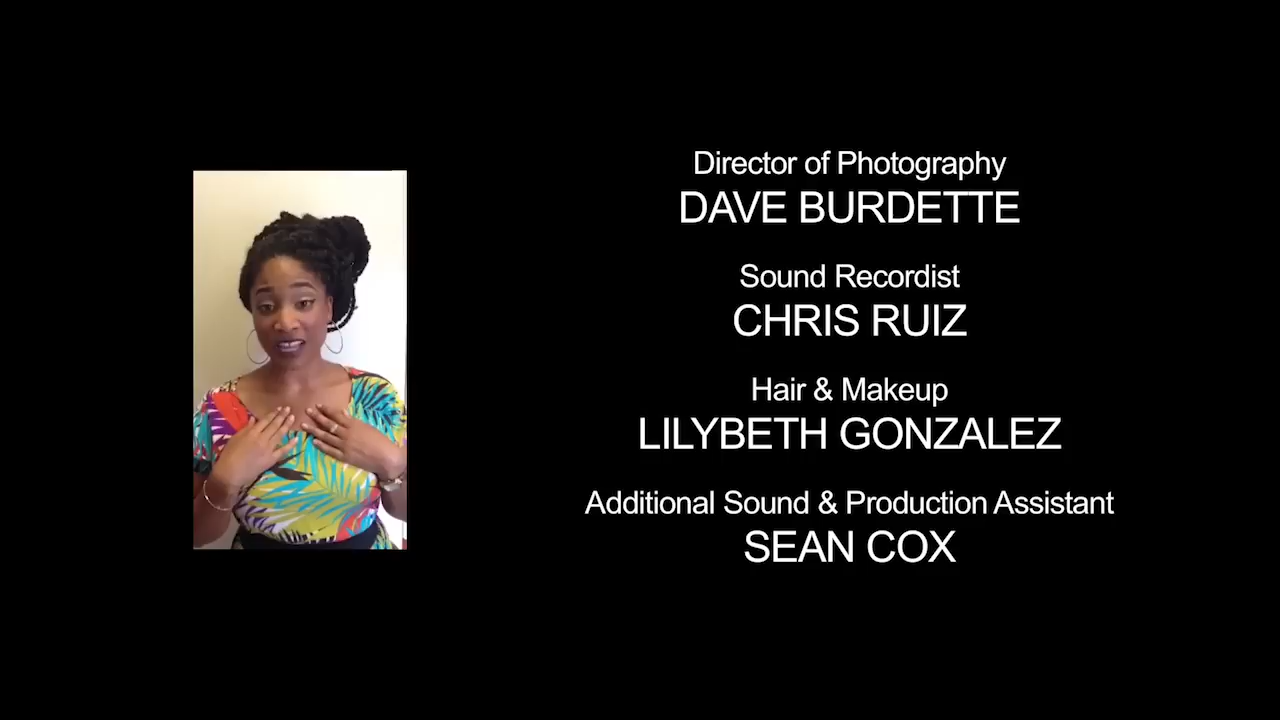 Director of Photography
DAVE BURDETTE
Sound Recordist
CHRIS RUIZ
Hair & Makeup
LILYBETH GONZALEZ
Additional Sound & Production Assistant
SEAN COX